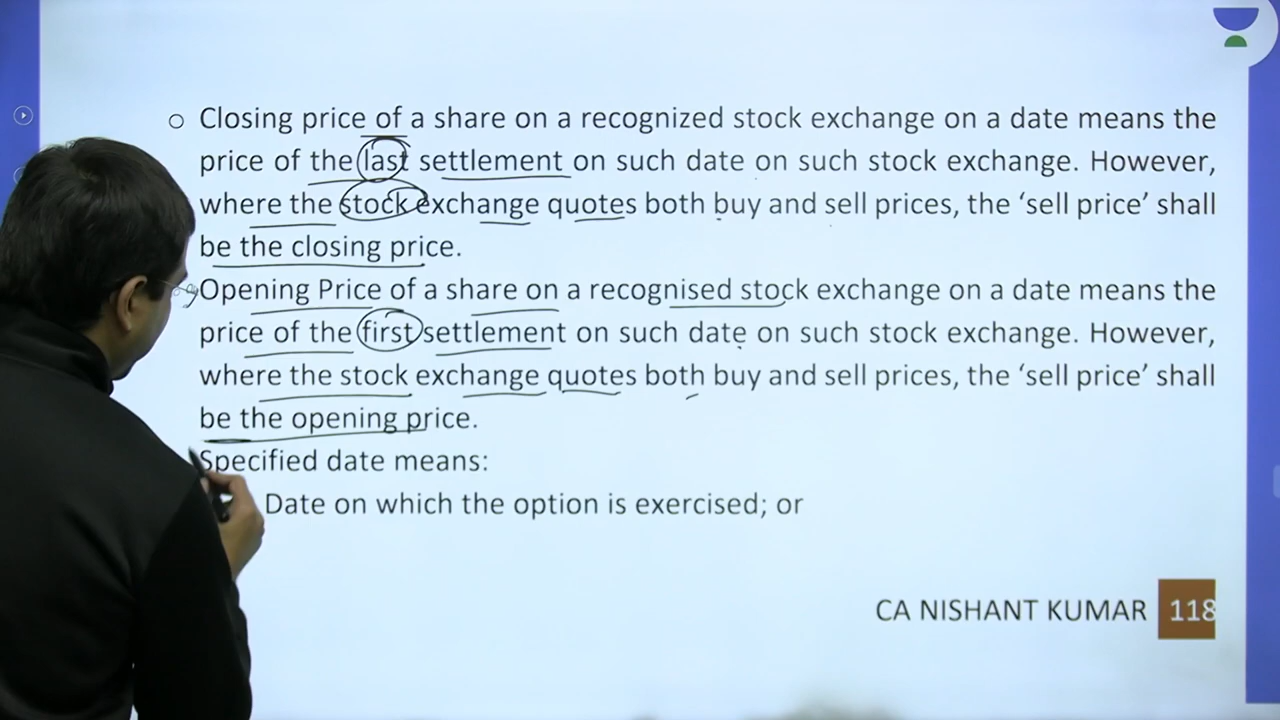 Closing price of a share on a recognized stock exchange on a date means the
price of the last settlement on such date on such stock exchange. However,
where the stock exchange quotes both buy and sell prices, the ‘sell price’ shall
be the closing price.
Opening Price of a share on a recognised stock exchange on a date means the
price of the first settlement on such date on such stock exchange. However,
where the stock exchange quotes both buy and sell prices, the ‘sell price’ shall
be the opening price.
Specified date means:
Date on which the option is exercised; or
CA NISHANT KUMAR 118